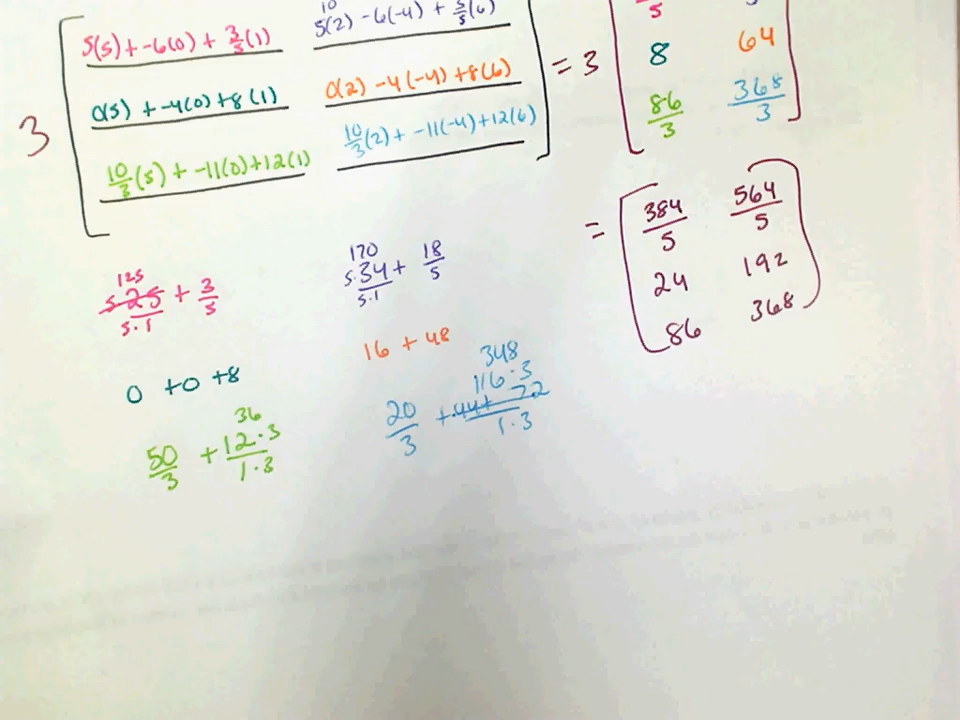 10
5(2) - 6(-4) + 3/5(6)
5(5) + -6(0) + 3/5(1)
0(5) + -4(0) + 8(1) 0(2) - 4(-4) + 8(6)
3 = 3
10/3(5) + -11(0) + 12(1) 10/3(2) + -11(-4) + 12(6)
5
8 64
86/3 368/3
= 384/5 564/5
24 192
86 368
125
5·25/5·1 + 3/5
170
5·34/5·1 + 18/5
0 + 0 + 8
16 + 48
36
50/3 + 12·3/1·3
348
116·3
20/3 + 44 + 72
1·3